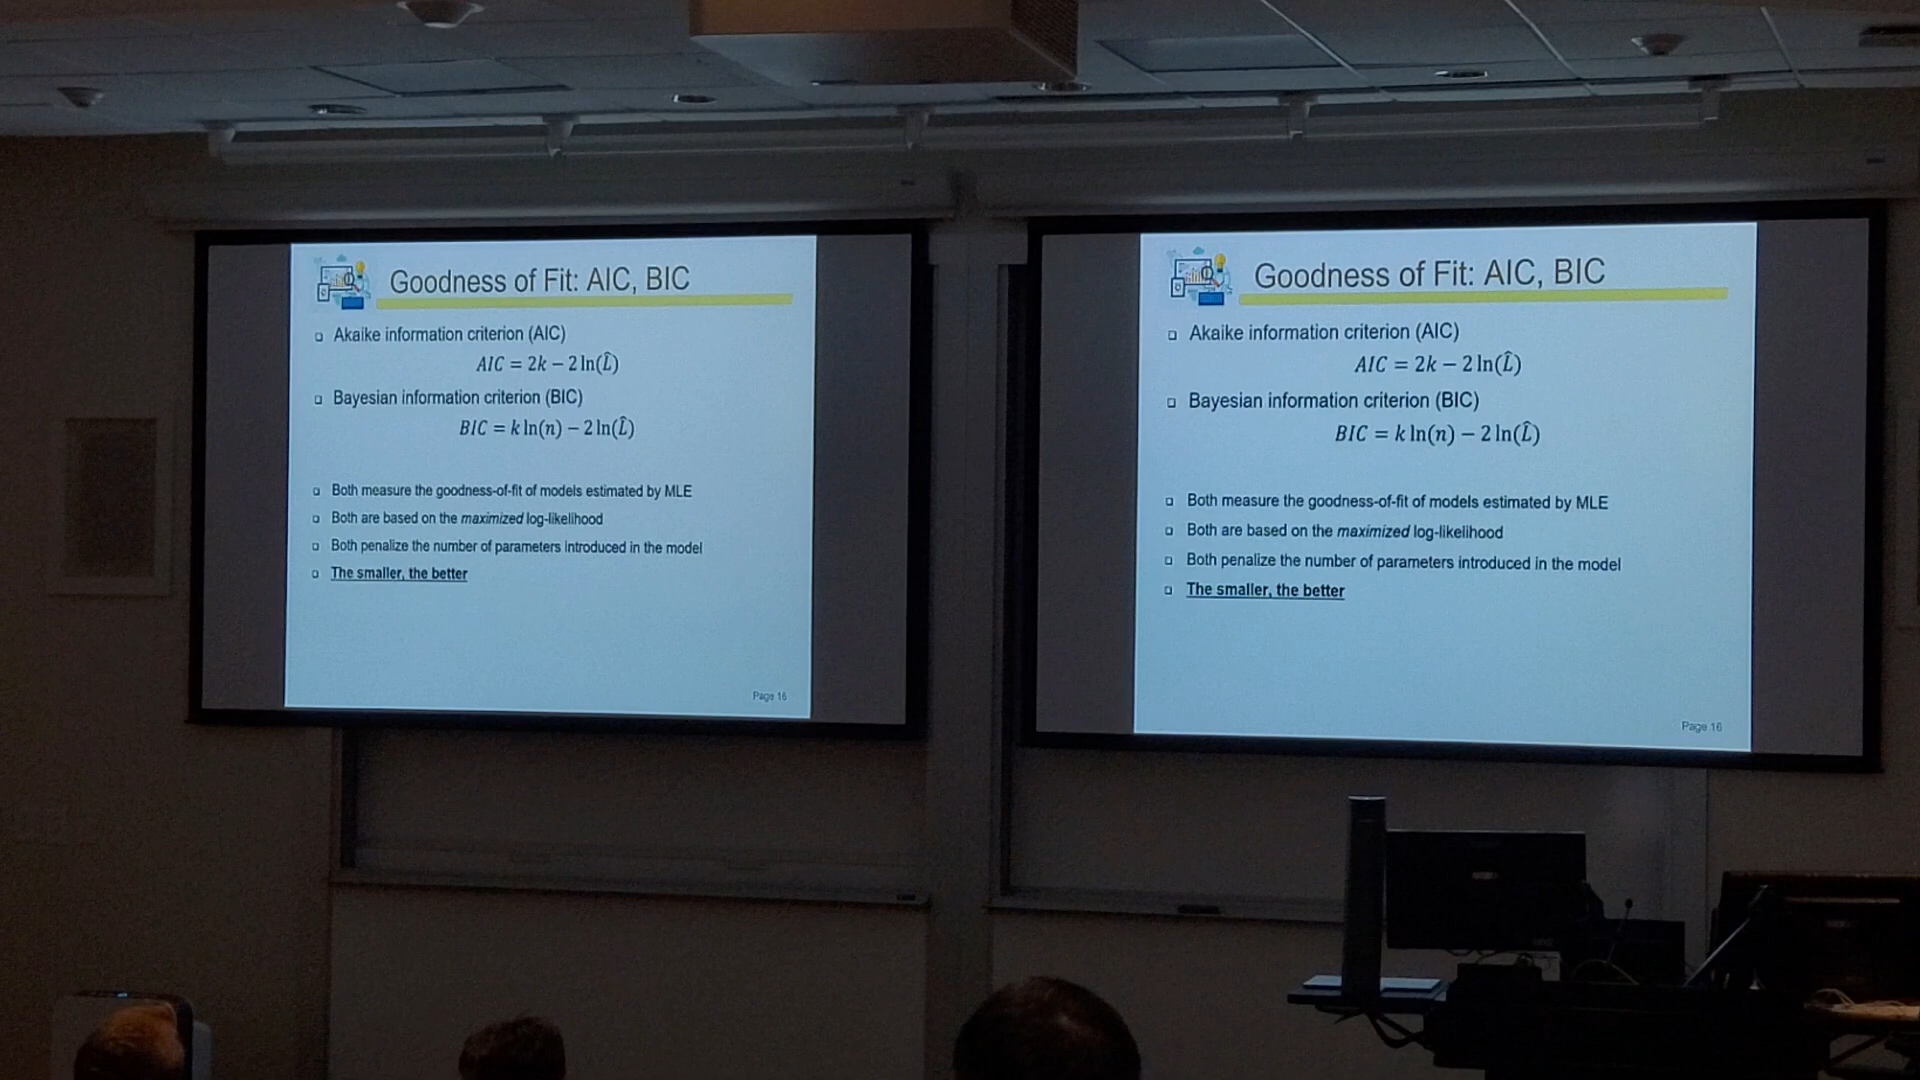 Goodness of Fit: AIC, BIC
Akaike information criterion (AIC)
AIC = 2k − 2 ln(L̂)
Bayesian information criterion (BIC)
BIC = k ln(n) − 2 ln(L̂)
Both measure the goodness-of-fit of models estimated by MLE
Both are based on the maximized log-likelihood
Both penalize the number of parameters introduced in the model
The smaller, the better
Page 16
Goodness of Fit: AIC, BIC
Akaike information criterion (AIC)
AIC = 2k − 2 ln(L̂)
Bayesian information criterion (BIC)
BIC = k ln(n) − 2 ln(L̂)
Both measure the goodness-of-fit of models estimated by MLE
Both are based on the maximized log-likelihood
Both penalize the number of parameters introduced in the model
The smaller, the better
Page 16